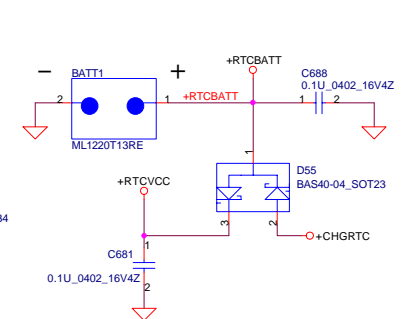 +RTCBATT
− BATT1 +
C688
0.1U_0402_16V4Z
2 1 +RTCBATT 1 2
ML1220T13RE
1
D55
BAS40-04_SOT23
+RTCVCC
3 2
+CHGRTC
34
C681 1
0.1U_0402_16V4Z
2